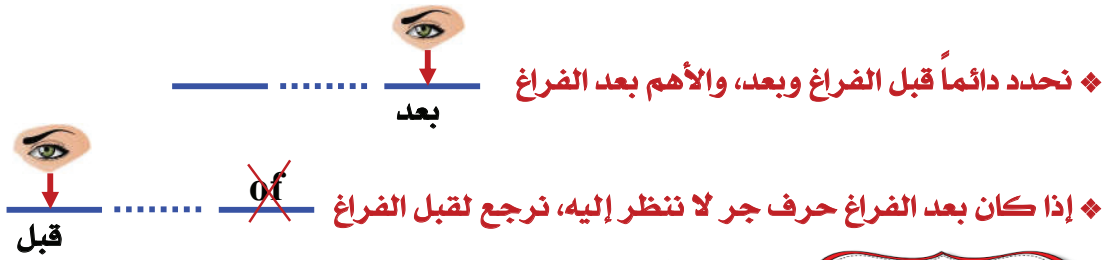 ❖ نحدد دائماً قبل الفراغ وبعد، والأهم بعد الفراغ
بعد
❖ إذا كان بعد الفراغ حرف جر لا ننظر إليه، نرجع لقبل الفراغ
of
قبل